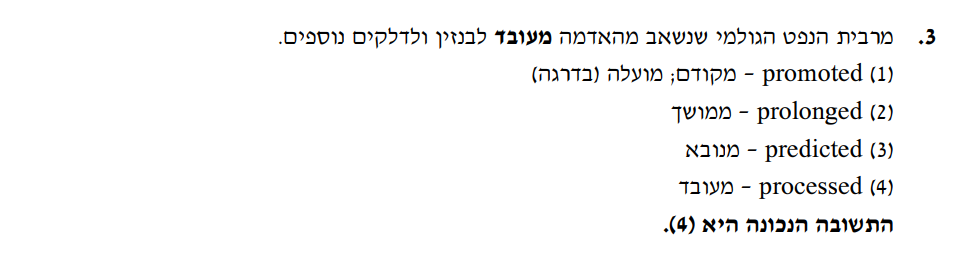 3. מרבית הנפט הגולמי שנשאב מהאדמה מעובד לבנזין ולדלקים נוספים.
(1) promoted – מקודם; מועלה (בדרגה)
(2) prolonged – ממושך
(3) predicted – מנובא
(4) processed – מעובד
התשובה הנכונה היא (4).